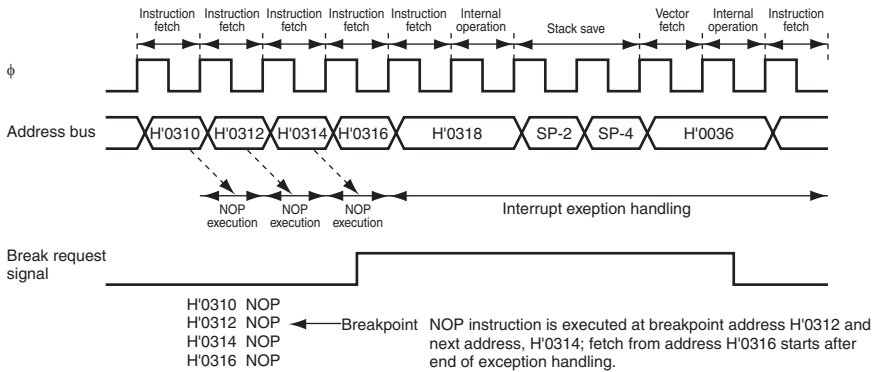 Instruction fetch
Instruction fetch
Instruction fetch
Instruction fetch
Instruction fetch
Internal operation
Stack save
Vector fetch
Internal operation
Instruction fetch
φ
Address bus
H'0310
H'0312
H'0314
H'0316
H'0318
SP-2
SP-4
H'0036
NOP execution
NOP execution
NOP execution
Interrupt exeption handling
Break request
signal
H'0310 NOP
H'0312 NOP
Breakpoint
H'0314 NOP
H'0316 NOP
NOP instruction is executed at breakpoint address H'0312 and
next address, H'0314; fetch from address H'0316 starts after
end of exception handling.